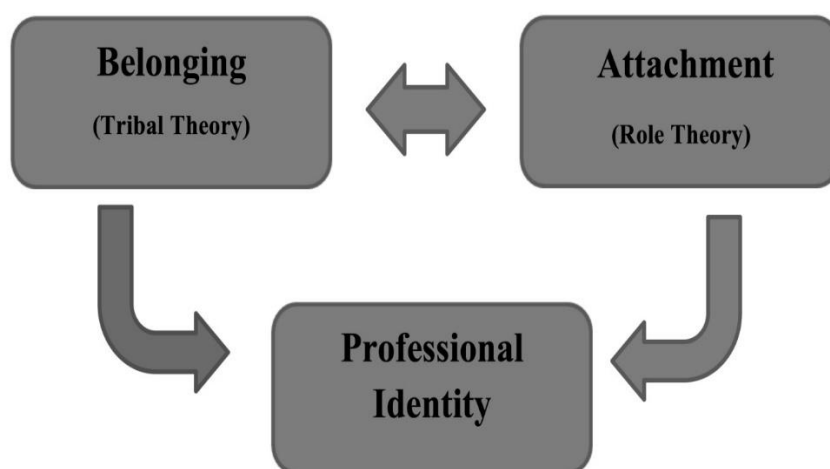 Belonging
(Tribal Theory)
Attachment
(Role Theory)
Professional
Identity